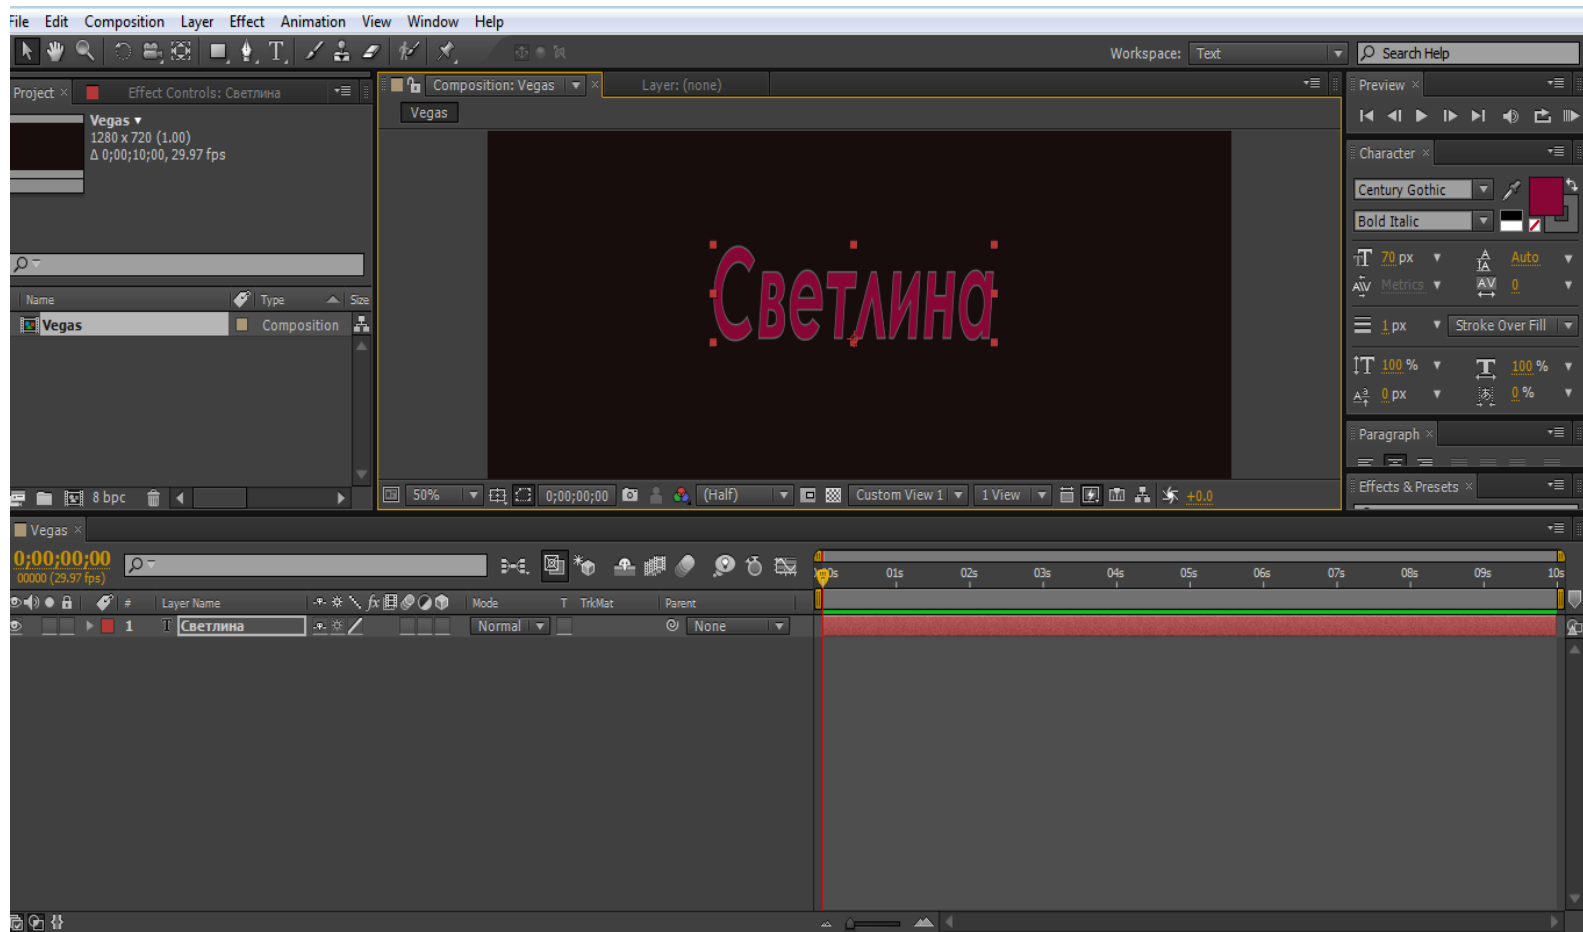 File Edit Composition Layer Effect Animation View Window Help
Workspace: Text Search Help
Project Effect Controls: Светлина
Composition: Vegas Layer: (none)
Preview
Vegas
1280 x 720 (1.00)
Δ 0;00;10;00, 29.97 fps
Vegas
Character
Century Gothic
Bold Italic
Светлина
70 px Auto
Metrics 0
1 px Stroke Over Fill
100 % 100 %
0 px 0 %
Name Type Size
Vegas Composition
Paragraph
Effects & Presets
8 bpc
50% 0;00;00;00 (Half) Custom View 1 1 View +0.0
Vegas
0;00;00;00
00000 (29.97 fps)
01s 02s 03s 04s 05s 06s 07s 08s 09s 10s
# Layer Name fx Mode T TrkMat Parent
1 T Светлина Normal None